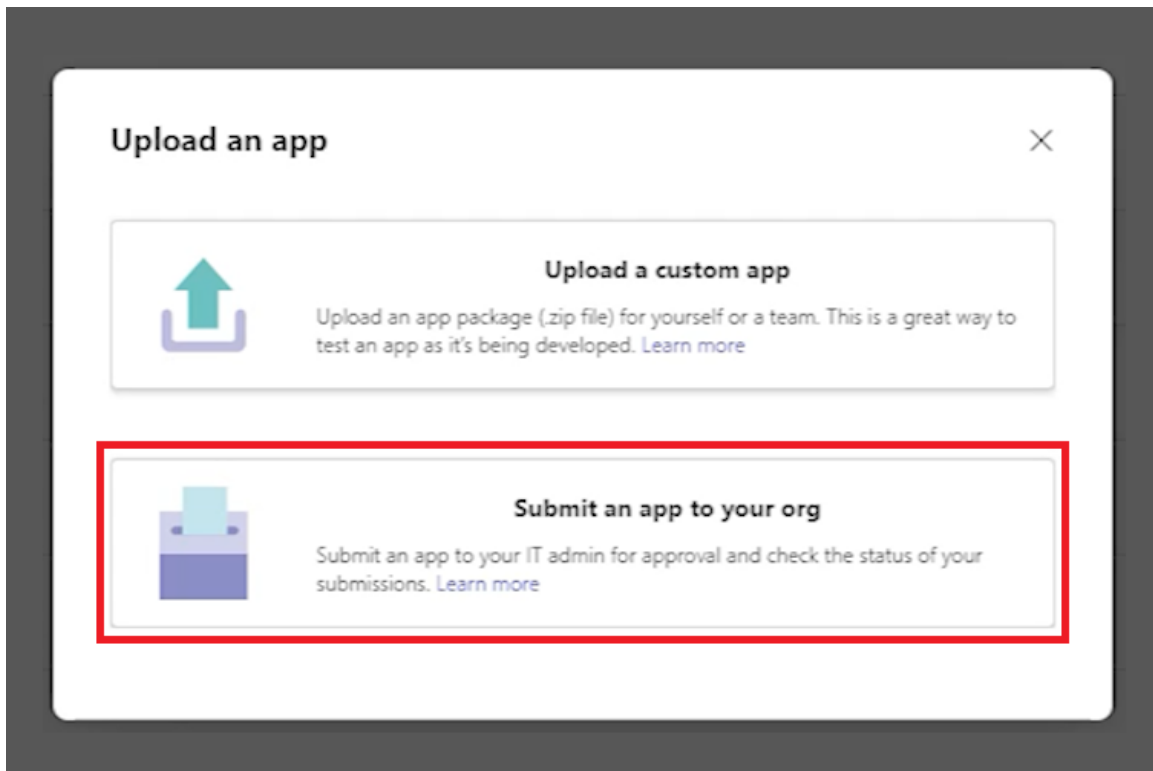 Upload an app
Upload a custom app
Upload an app package (.zip file) for yourself or a team. This is a great way to
test an app as it's being developed. Learn more
Submit an app to your org
Submit an app to your IT admin for approval and check the status of your
submissions. Learn more